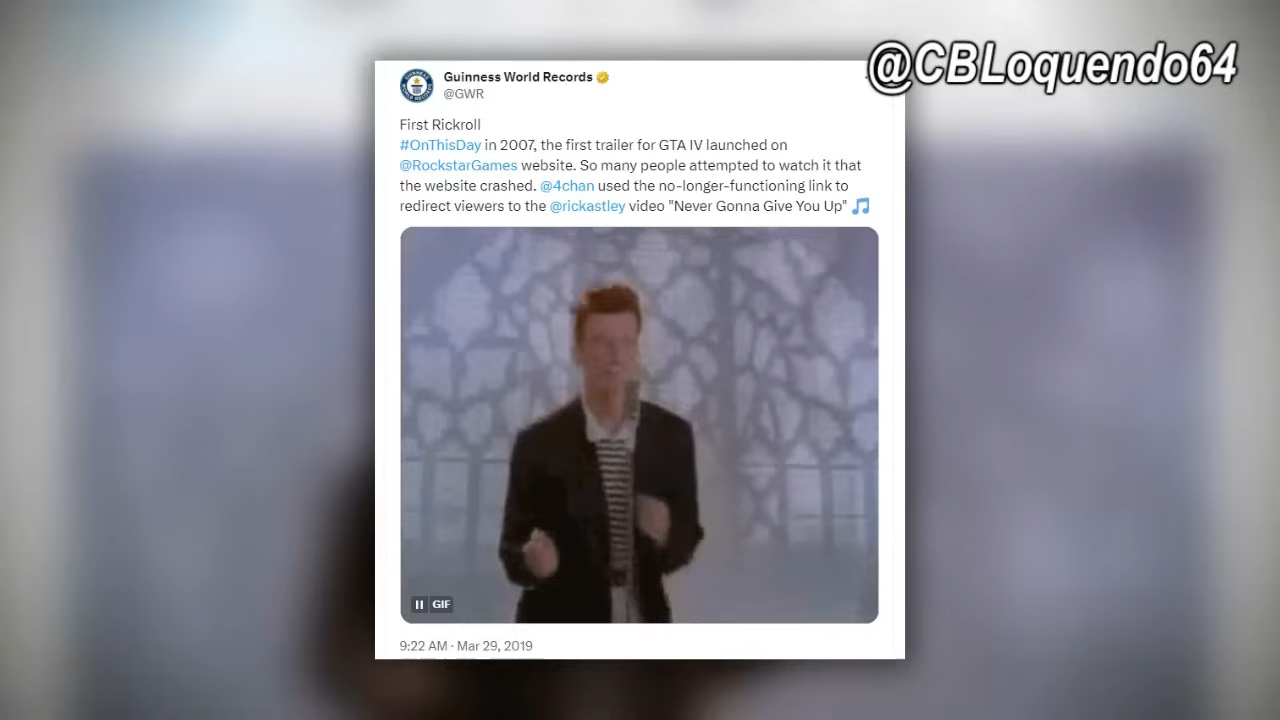 @CBLoquendo64
Guinness World Records
@GWR
First Rickroll
#OnThisDay in 2007, the first trailer for GTA IV launched on
@RockstarGames website. So many people attempted to watch it that
the website crashed. @4chan used the no-longer-functioning link to
redirect viewers to the @rickastley video "Never Gonna Give You Up" 🎵
GIF
9:22 AM · Mar 29, 2019